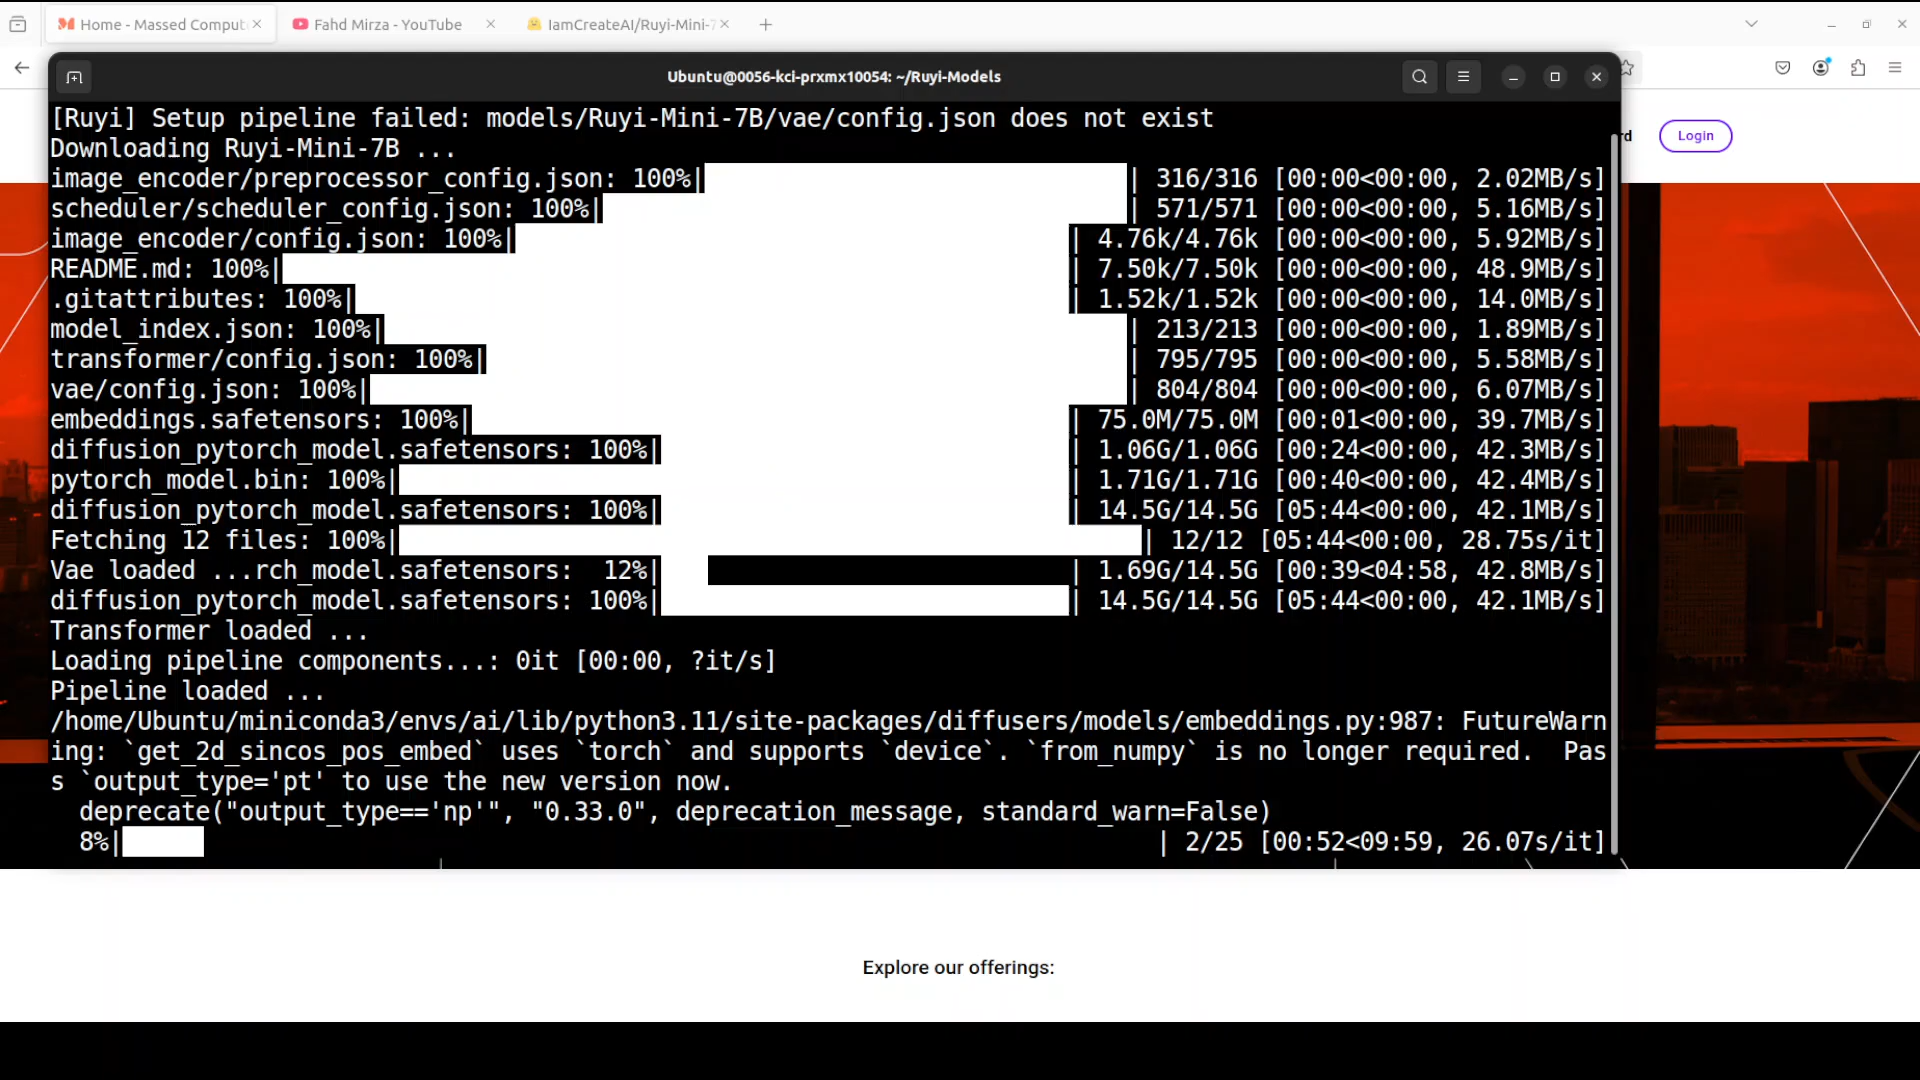 Home - Massed Comput
Fahd Mirza - YouTube
IamCreateAI/Ruyi-Mini-7
Ubuntu@0056-kci-prxmx10054: ~/Ruyi-Models
rd
Login
[Ruyi] Setup pipeline failed: models/Ruyi-Mini-7B/vae/config.json does not exist
Downloading Ruyi-Mini-7B ...
image_encoder/preprocessor_config.json: 100%| | 316/316 [00:00<00:00, 2.02MB/s]
scheduler/scheduler_config.json: 100%| | 571/571 [00:00<00:00, 5.16MB/s]
image_encoder/config.json: 100%| | 4.76k/4.76k [00:00<00:00, 5.92MB/s]
README.md: 100%| | 7.50k/7.50k [00:00<00:00, 48.9MB/s]
.gitattributes: 100%| | 1.52k/1.52k [00:00<00:00, 14.0MB/s]
model_index.json: 100%| | 213/213 [00:00<00:00, 1.89MB/s]
transformer/config.json: 100%| | 795/795 [00:00<00:00, 5.58MB/s]
vae/config.json: 100%| | 804/804 [00:00<00:00, 6.07MB/s]
embeddings.safetensors: 100%| | 75.0M/75.0M [00:01<00:00, 39.7MB/s]
diffusion_pytorch_model.safetensors: 100%| | 1.06G/1.06G [00:24<00:00, 42.3MB/s]
pytorch_model.bin: 100%| | 1.71G/1.71G [00:40<00:00, 42.4MB/s]
diffusion_pytorch_model.safetensors: 100%| | 14.5G/14.5G [05:44<00:00, 42.1MB/s]
Fetching 12 files: 100%| | 12/12 [05:44<00:00, 28.75s/it]
Vae loaded ...rch_model.safetensors:  12%| | 1.69G/14.5G [00:39<04:58, 42.8MB/s]
diffusion_pytorch_model.safetensors: 100%| | 14.5G/14.5G [05:44<00:00, 42.1MB/s]
Transformer loaded ...
Loading pipeline components...: 0it [00:00, ?it/s]
Pipeline loaded ...
/home/Ubuntu/miniconda3/envs/ai/lib/python3.11/site-packages/diffusers/models/embeddings.py:987: FutureWarn
ing: `get_2d_sincos_pos_embed` uses `torch` and supports `device`. `from_numpy` is no longer required.  Pas
s `output_type='pt' to use the new version now.
  deprecate("output_type=='np'", "0.33.0", deprecation_message, standard_warn=False)
  8%| | 2/25 [00:52<09:59, 26.07s/it]
Explore our offerings: